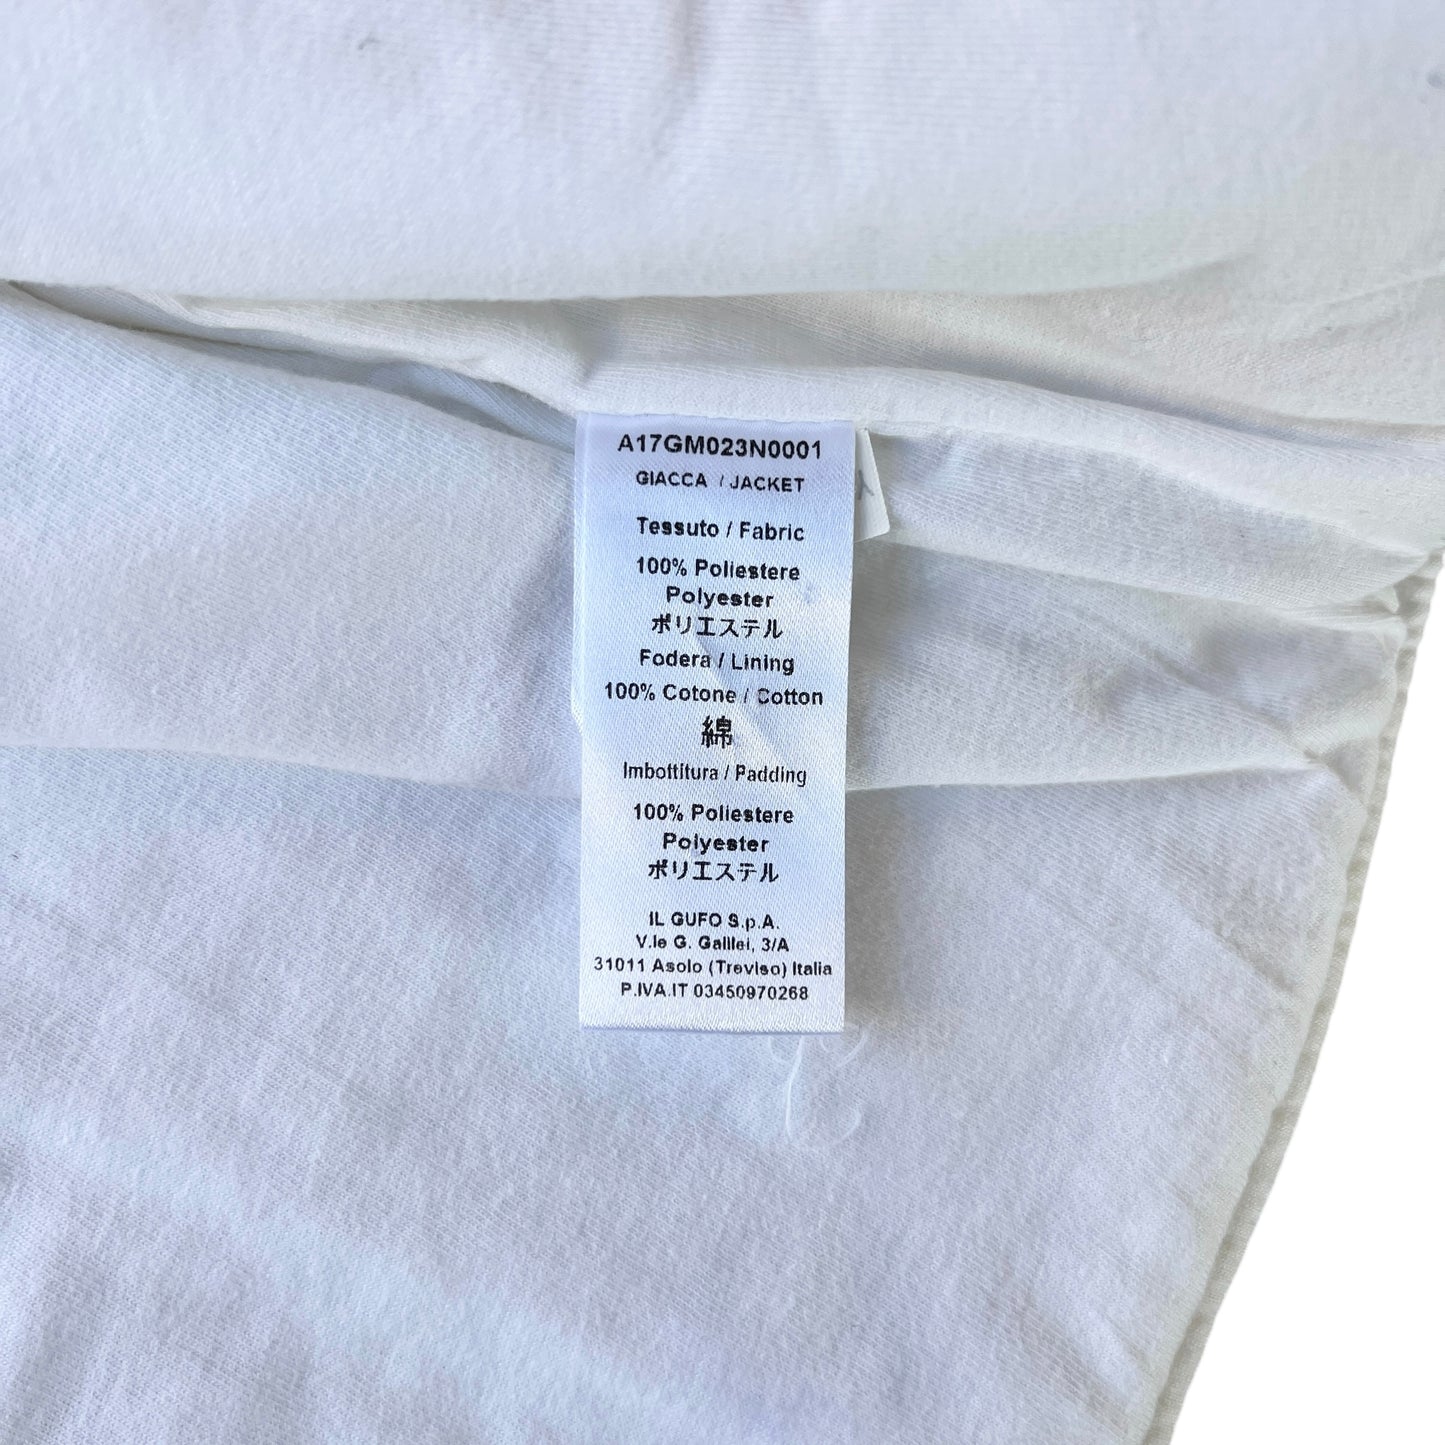 A17GM023N0001
GIACCA / JACKET
Tessuto / Fabric
100% Poliestere
Polyester
ポリエステル
Fodera / Lining
100% Cotone / Cotton
綿
Imbottitura / Padding
100% Poliestere
Polyester
ポリエステル
IL GUFO S.p.A.
V.le G. Galilei, 3/A
31011 Asolo (Treviso) Italia
P.IVA.IT 03450970268